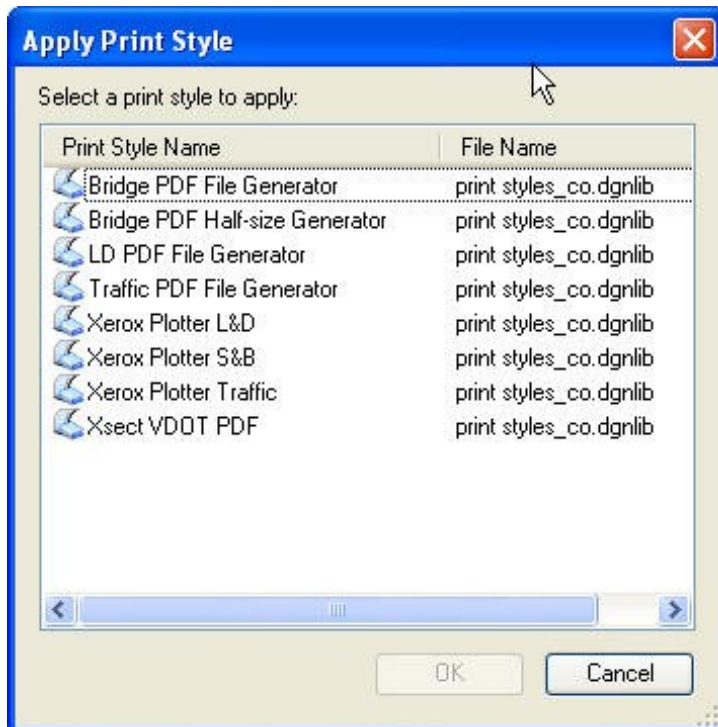 Apply Print Style
Select a print style to apply:
Print Style Name File Name
Bridge PDF File Generator print styles_co.dgnlib
Bridge PDF Half-size Generator print styles_co.dgnlib
LD PDF File Generator print styles_co.dgnlib
Traffic PDF File Generator print styles_co.dgnlib
Xerox Plotter L&D print styles_co.dgnlib
Xerox Plotter S&B print styles_co.dgnlib
Xerox Plotter Traffic print styles_co.dgnlib
Xsect VDOT PDF print styles_co.dgnlib
OK Cancel